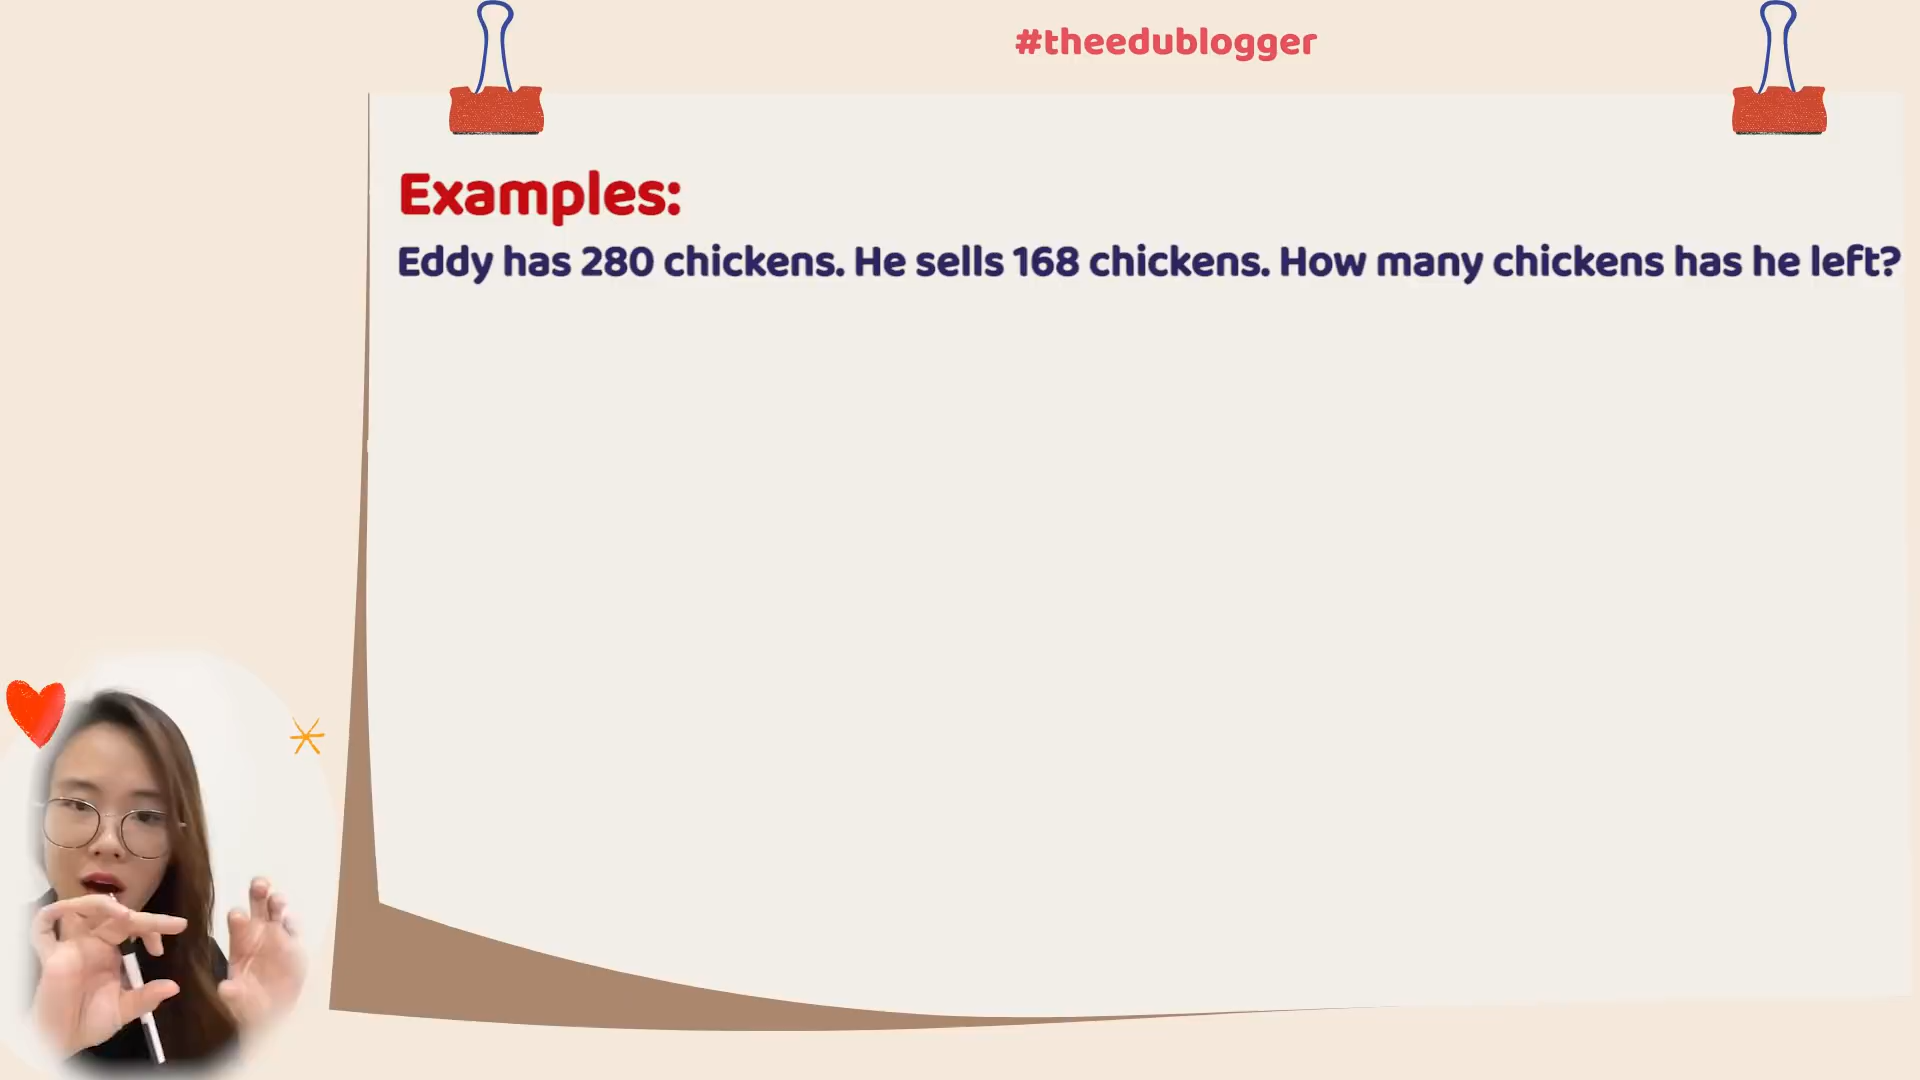 #theedublogger
Examples:
Eddy has 280 chickens. He sells 168 chickens. How many chickens has he left?